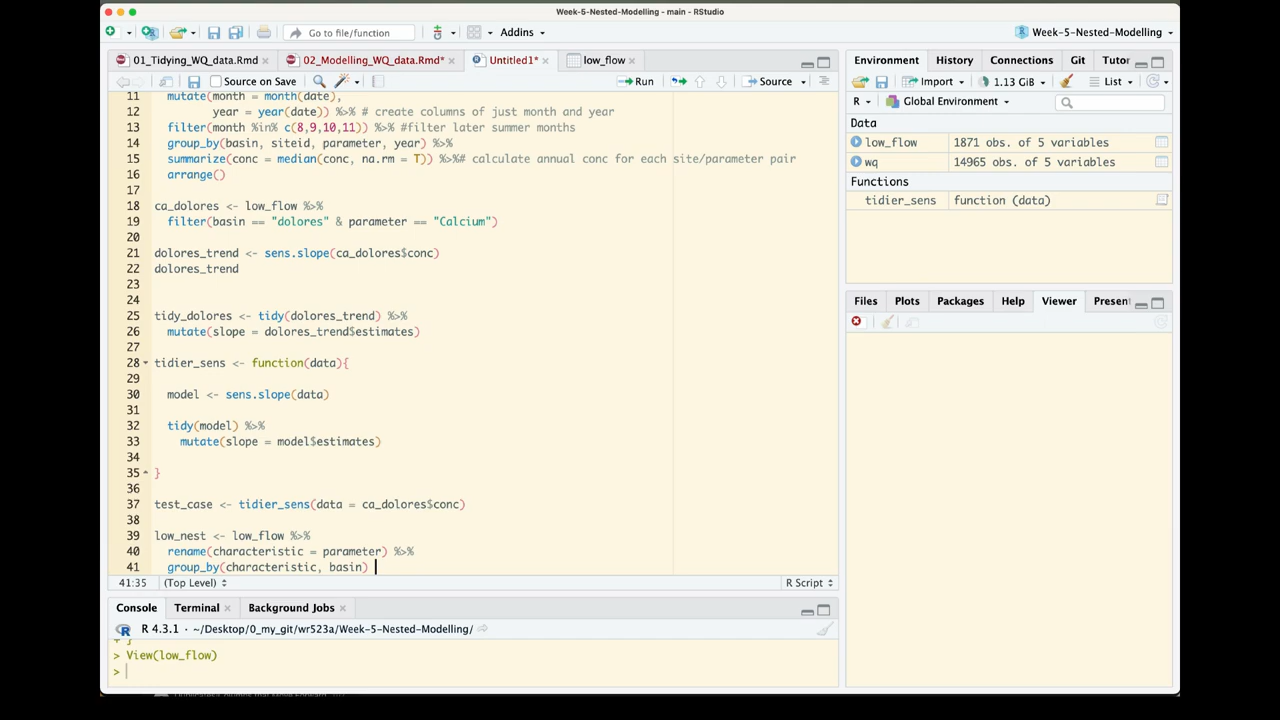 Week-5-Nested-Modelling - main - RStudio
Go to file/function Addins Week-5-Nested-Modelling
01_Tidying_WQ_data.Rmd 02_Modelling_WQ_data.Rmd* Untitled1* low_flow
Source on Save Run Source
11 mutate(month = month(date),
12 year = year(date)) %>% # create columns of just month and year
13 filter(month %in% c(8,9,10,11)) %>% #filter later summer months
14 group_by(basin, siteid, parameter, year) %>%
15 summarize(conc = median(conc, na.rm = T)) %>%# calculate annual conc for each site/parameter pair
16 arrange()
17
18 ca_dolores <- low_flow %>%
19 filter(basin == "dolores" & parameter == "Calcium")
20
21 dolores_trend <- sens.slope(ca_dolores$conc)
22 dolores_trend
23
24
25 tidy_dolores <- tidy(dolores_trend) %>%
26 mutate(slope = dolores_trend$estimates)
27
28 tidier_sens <- function(data){
29
30 model <- sens.slope(data)
31
32 tidy(model) %>%
33 mutate(slope = model$estimates)
34
35 }
36
37 test_case <- tidier_sens(data = ca_dolores$conc)
38
39 low_nest <- low_flow %>%
40 rename(characteristic = parameter) %>%
41 group_by(characteristic, basin)
41:35 (Top Level) R Script
Console Terminal Background Jobs
R 4.3.1 · ~/Desktop/0_my_git/wr523a/Week-5-Nested-Modelling/
+ }
> View(low_flow)
>
Environment History Connections Git Tutor
Import 1.13 GiB List
R Global Environment
Data
low_flow 1871 obs. of 5 variables
wq 14965 obs. of 5 variables
Functions
tidier_sens function (data)
Files Plots Packages Help Viewer Present